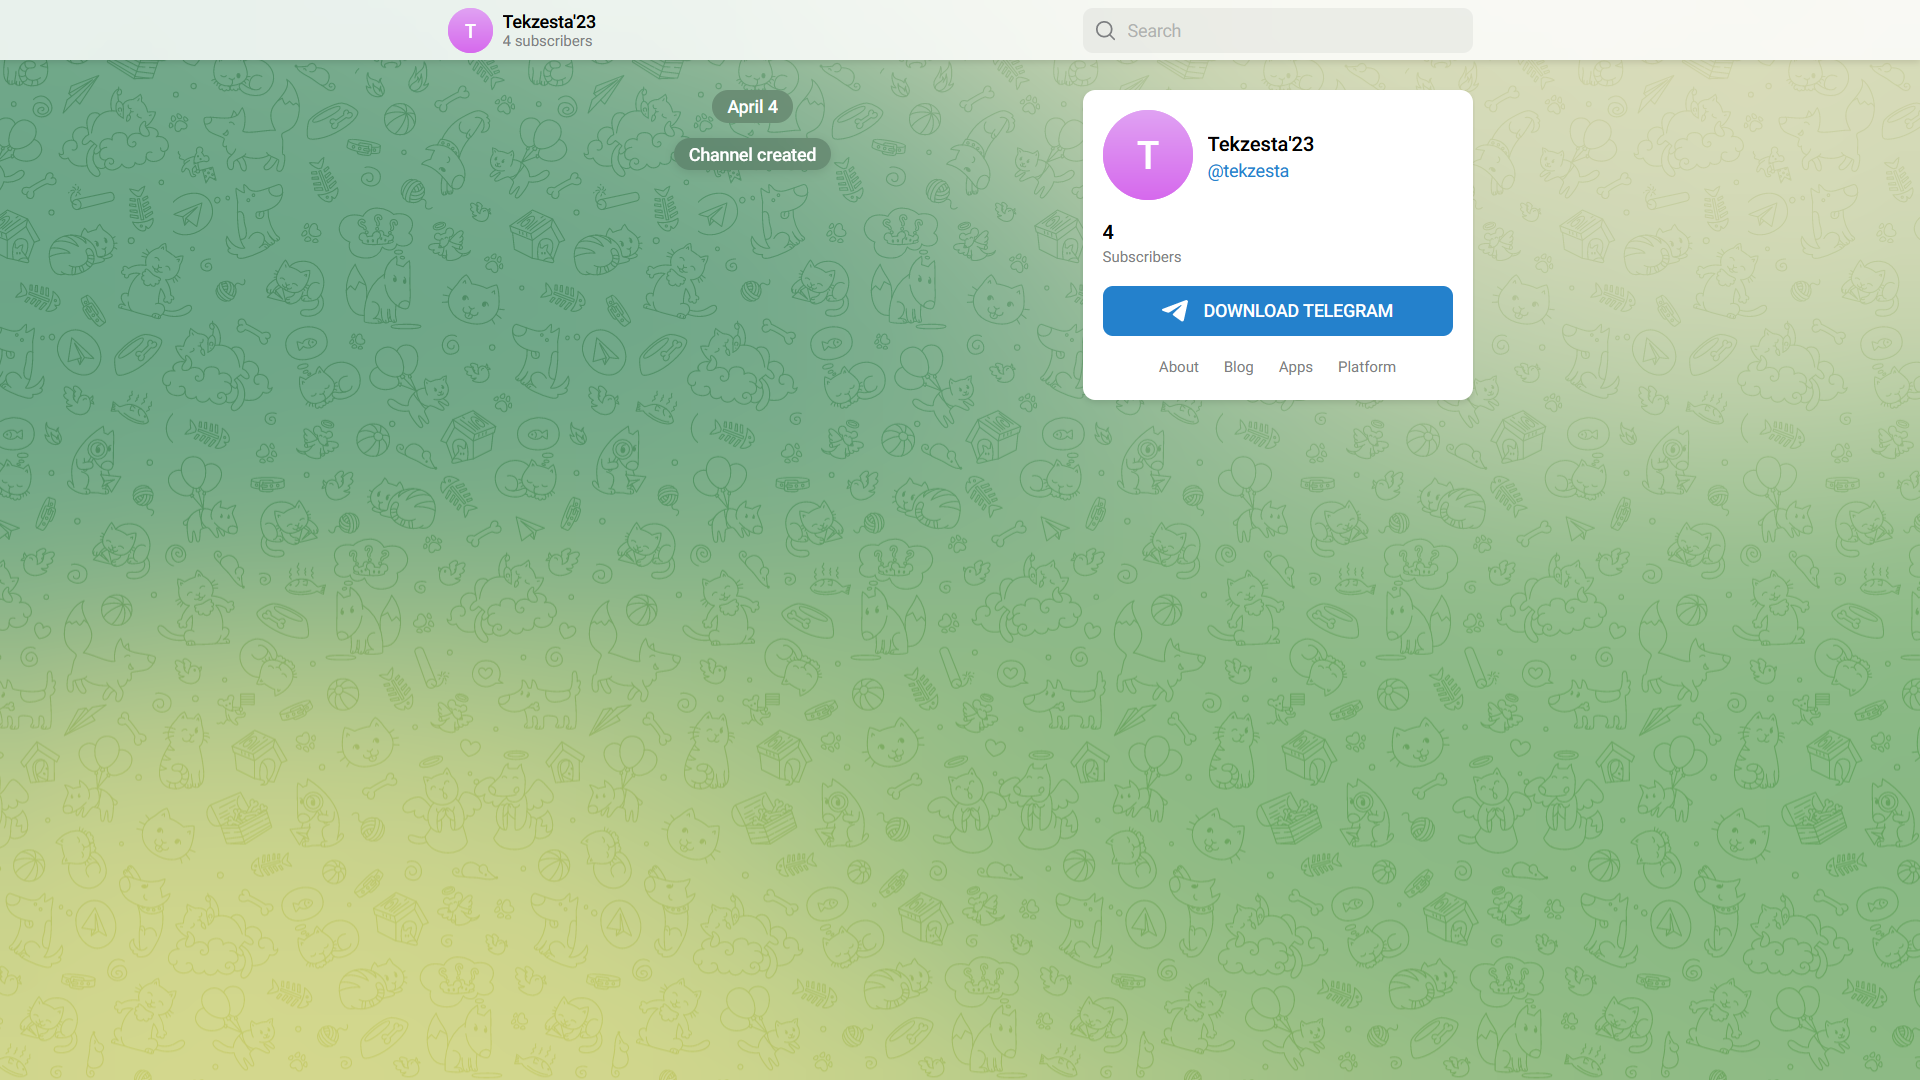 T
Tekzesta'23
4 subscribers
Search
April 4
Channel created
T
Tekzesta'23
@tekzesta
4
Subscribers
DOWNLOAD TELEGRAM
About Blog Apps Platform